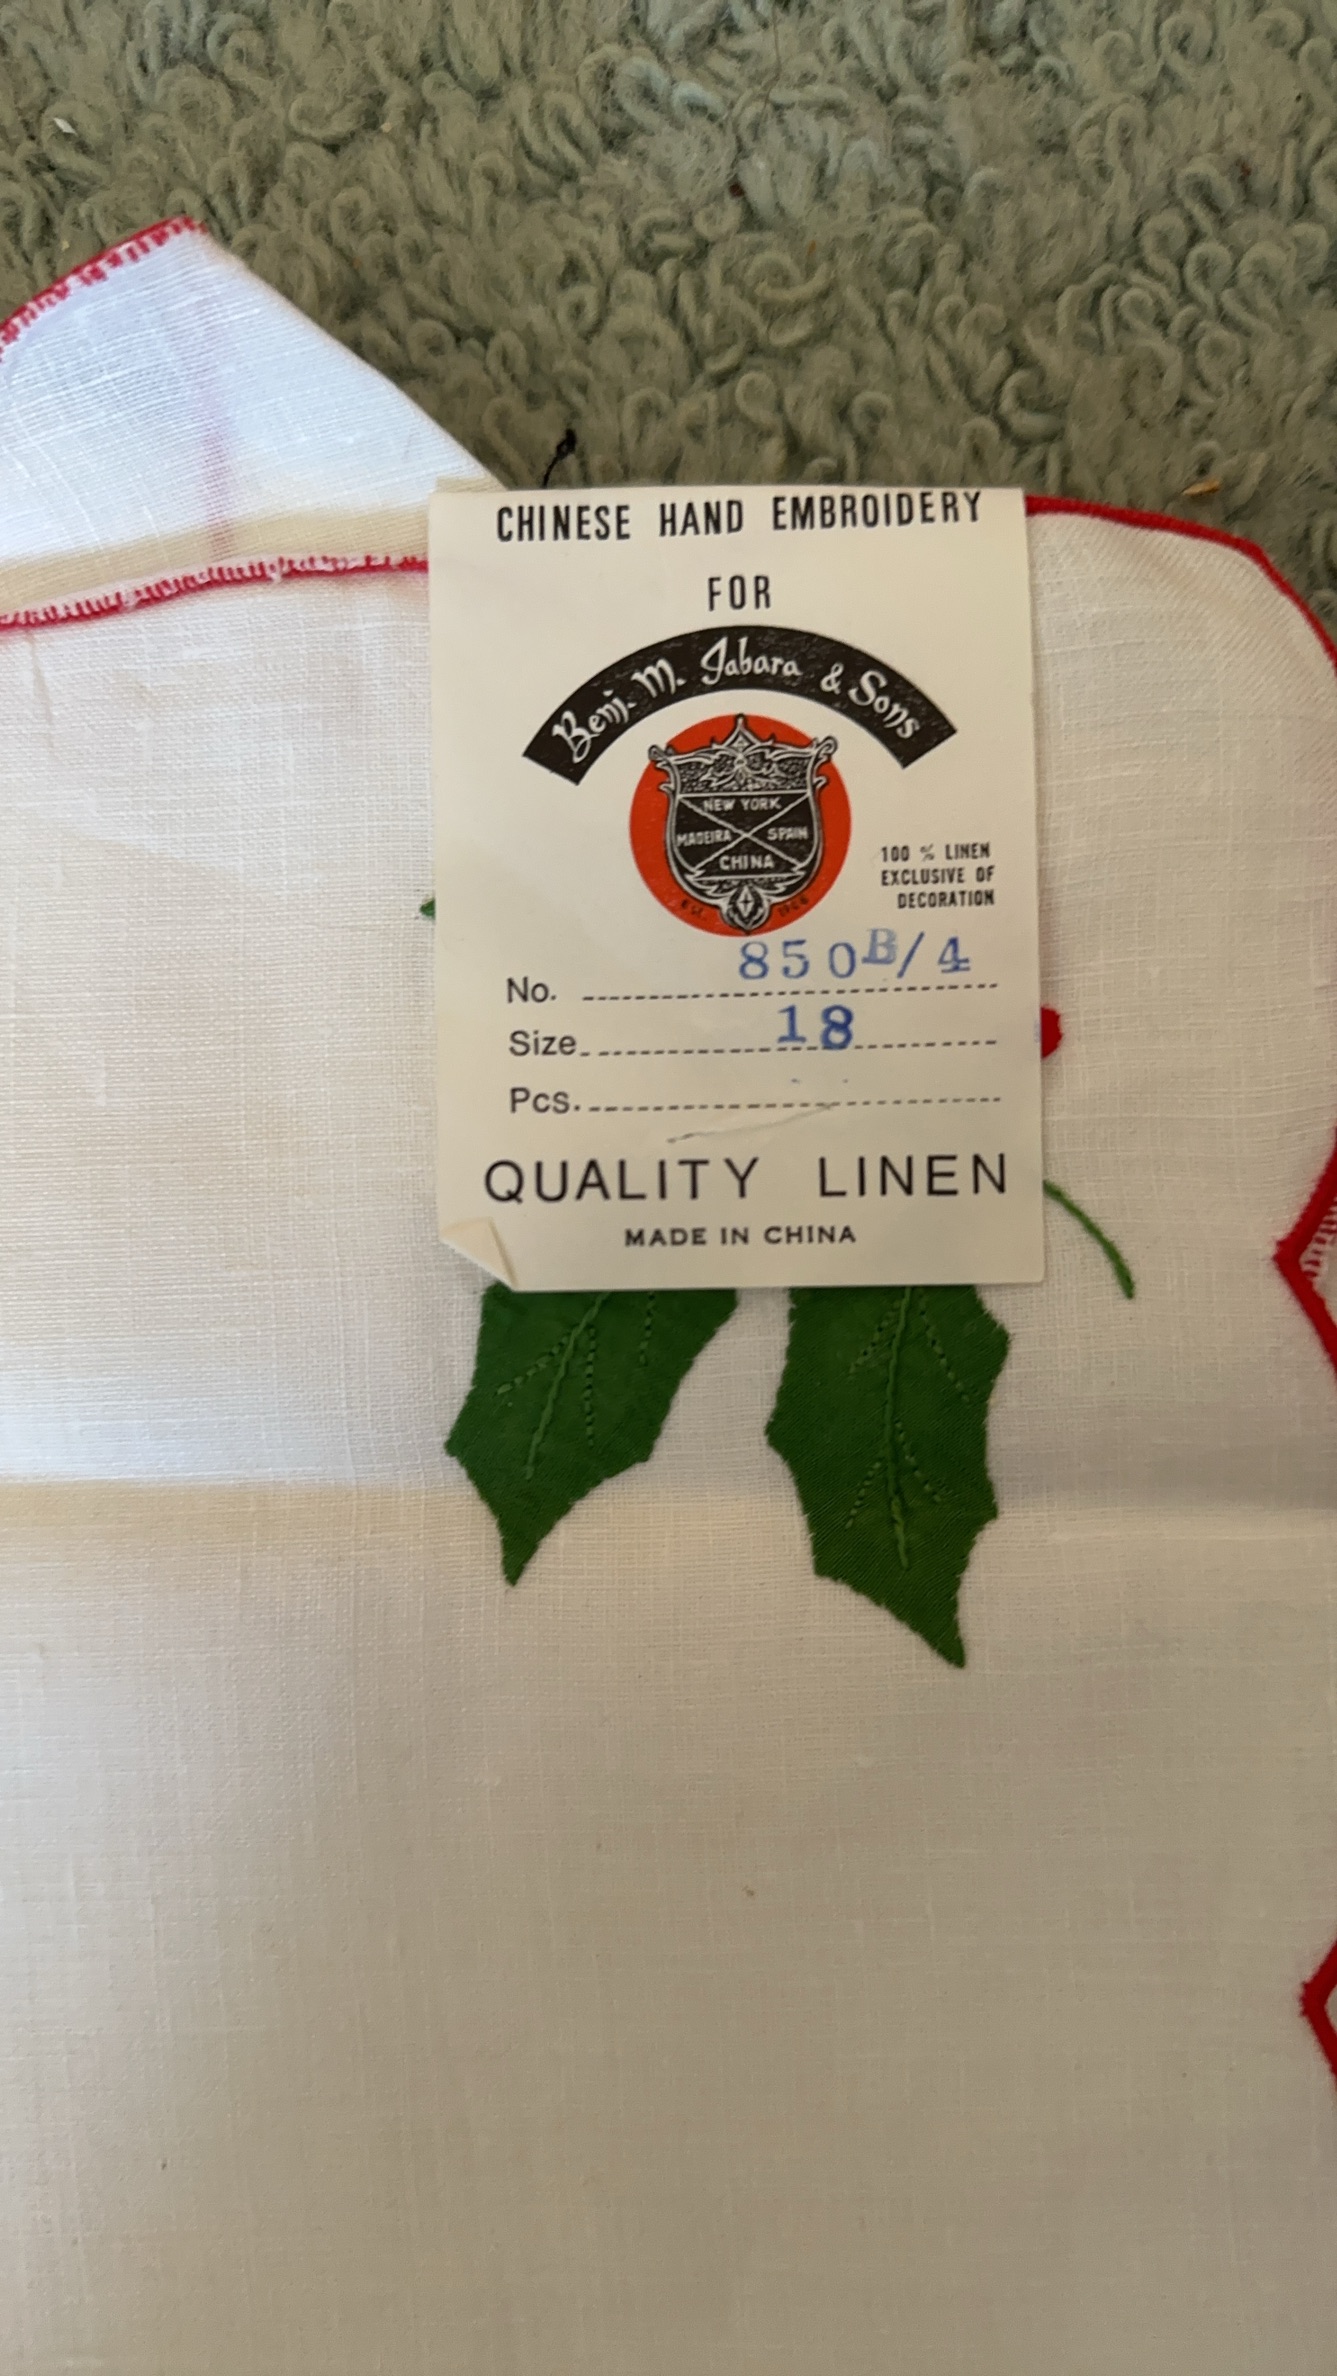 CHINESE HAND EMBROIDERY
FOR
Benj. M. Jabara & Sons
NEW YORK
MADEIRA SPAIN
CHINA
EST.
100 % LINEN
EXCLUSIVE OF
DECORATION
No. 850B/4
Size 18
Pcs.
QUALITY LINEN
MADE IN CHINA